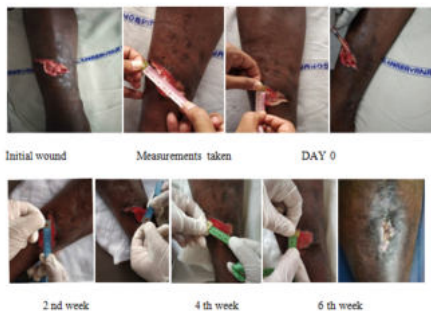 Initial wound
Measurements taken
DAY 0
2 nd week
4 th week
6 th week